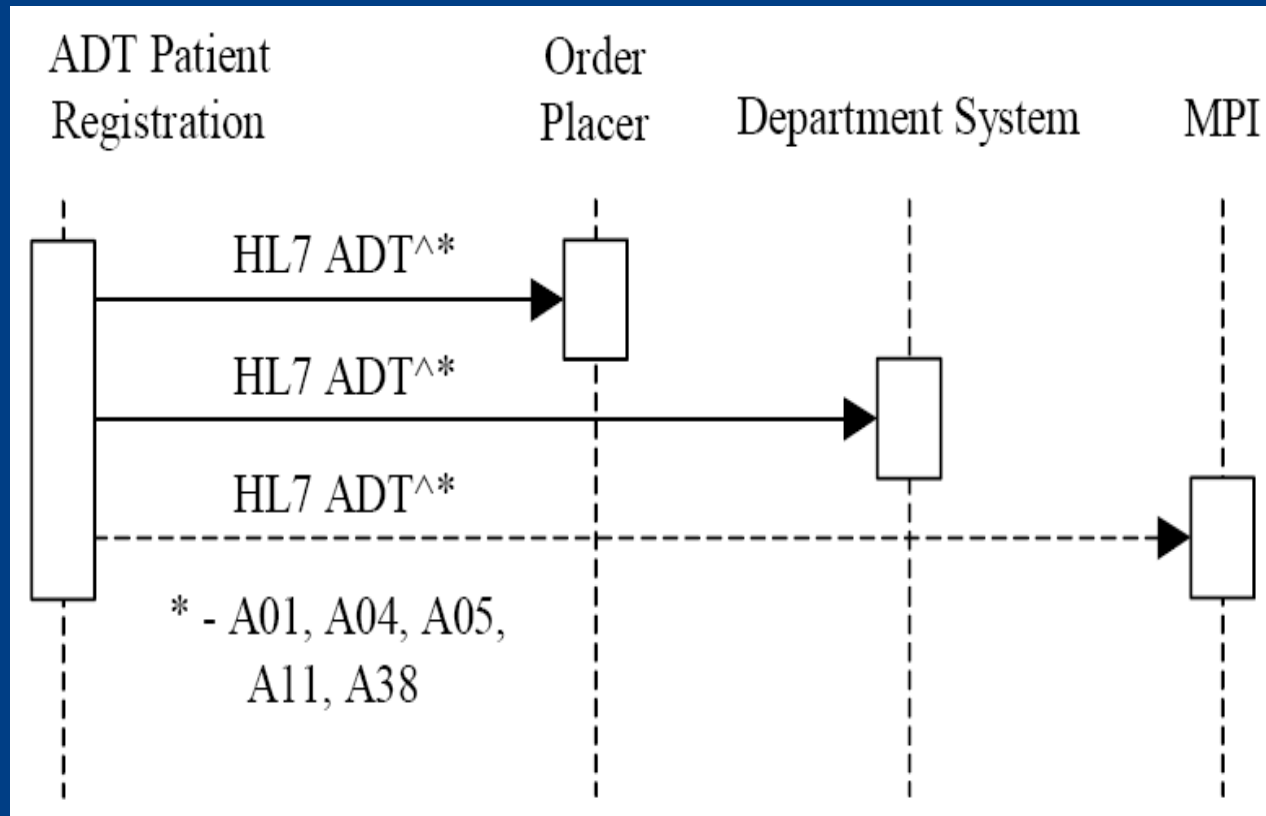 ADT Patient
Registration
Order
Placer
Department System
MPI
HL7 ADT^*
HL7 ADT^*
HL7 ADT^*
* - A01, A04, A05,
A11, A38